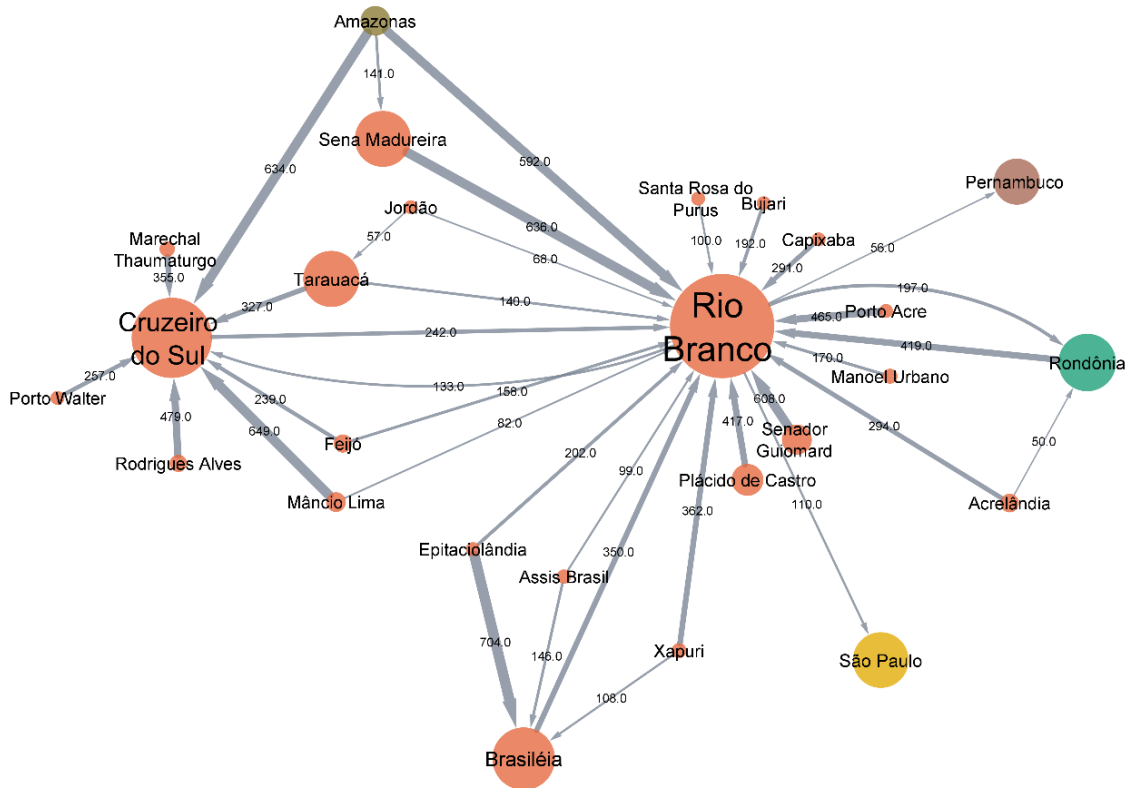 Amazonas
141.0
Sena Madureira
634.0
592.0
Pernambuco
Santa Rosa do
Purus
Bujari
Jordão
636.0
57.0
68.0
100.0
192.0
Capixaba
291.0
56.0
Marechal
Thaumaturgo
355.0
Tarauacá
327.0
140.0
197.0
Rio
Branco
Porto Acre
465.0
Cruzeiro
do Sul
242.0
419.0
Rondônia
170.0
Manoel Urbano
257.0
Porto Walter
133.0
158.0
239.0
82.0
608.0
50.0
479.0
649.0
Feijó
417.0
Senador
Guiomard
294.0
Rodrigues Alves
202.0
99.0
Plácido de Castro
Mâncio Lima
362.0
110.0
Acrelândia
350.0
Epitaciolândia
Assis Brasil
704.0
146.0
Xapuri
São Paulo
108.0
Brasiléia